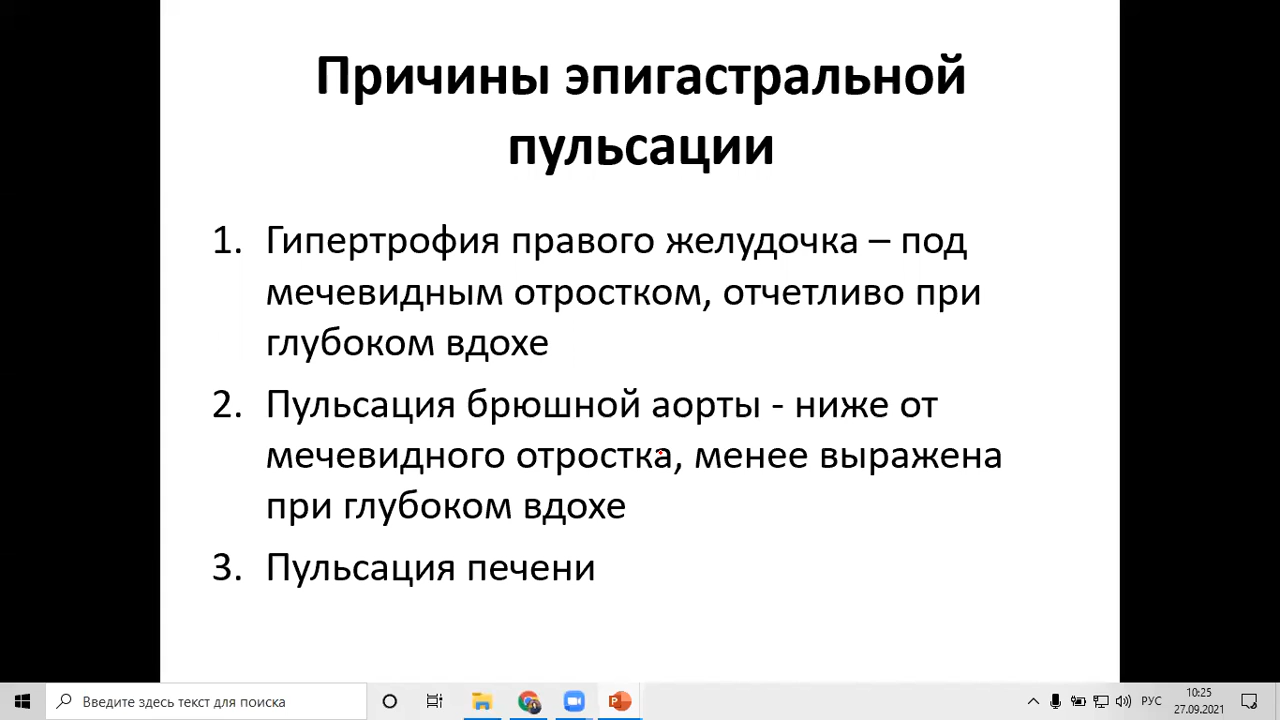 Причины эпигастральной
пульсации
1. Гипертрофия правого желудочка – под
мечевидным отростком, отчетливо при
глубоком вдохе
2. Пульсация брюшной аорты - ниже от
мечевидного отростка, менее выражена
при глубоком вдохе
3. Пульсация печени
Введите здесь текст для поиска
РУС
10:25
27.09.2021